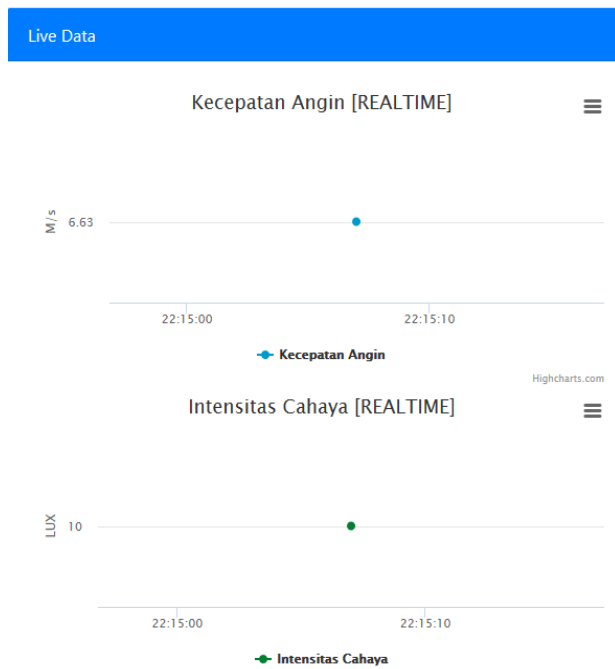 Live Data
Kecepatan Angin [REALTIME]
M/s
6.63
22:15:00 22:15:10
Kecepatan Angin
Highcharts.com
Intensitas Cahaya [REALTIME]
LUX
10
22:15:00 22:15:10
Intensitas Cahaya